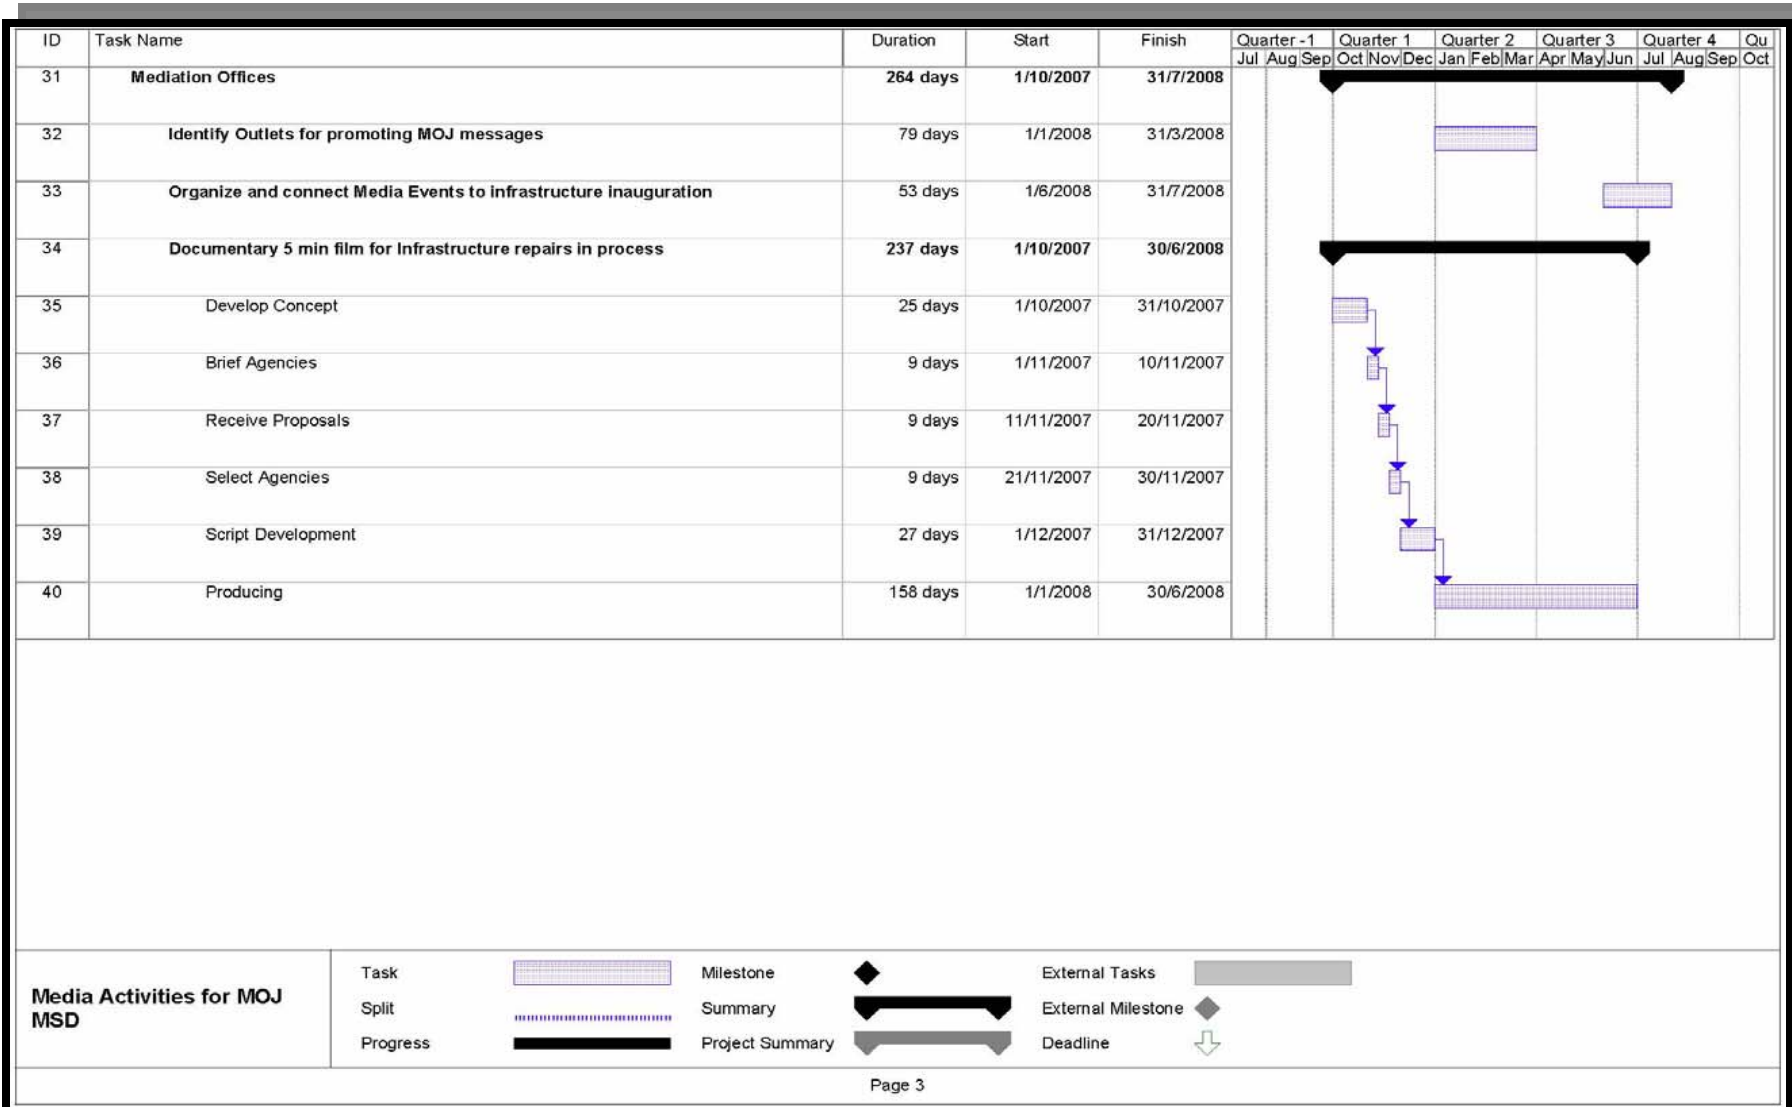 ID Task Name Duration Start Finish Quarter -1 Quarter 1 Quarter 2 Quarter 3 Quarter 4 Qu
Jul Aug Sep Oct Nov Dec Jan Feb Mar Apr May Jun Jul Aug Sep Oct
31 Mediation Offices 264 days 1/10/2007 31/7/2008
32 Identify Outlets for promoting MOJ messages 79 days 1/1/2008 31/3/2008
33 Organize and connect Media Events to infrastructure inauguration 53 days 1/6/2008 31/7/2008
34 Documentary 5 min film for Infrastructure repairs in process 237 days 1/10/2007 30/6/2008
35 Develop Concept 25 days 1/10/2007 31/10/2007
36 Brief Agencies 9 days 1/11/2007 10/11/2007
37 Receive Proposals 9 days 11/11/2007 20/11/2007
38 Select Agencies 9 days 21/11/2007 30/11/2007
39 Script Development 27 days 1/12/2007 31/12/2007
40 Producing 158 days 1/1/2008 30/6/2008
Media Activities for MOJ
MSD
Task Milestone External Tasks
Split Summary External Milestone
Progress Project Summary Deadline
Page 3